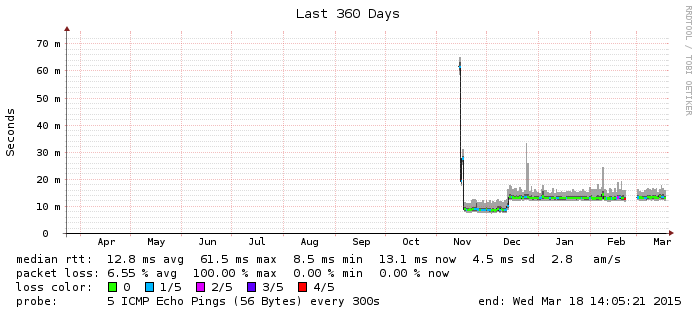 Last 360 Days
RRDTOOL / TOBI OETIKER
Seconds
70 m
60 m
50 m
40 m
30 m
20 m
10 m
0
Apr May Jun Jul Aug Sep Oct Nov Dec Jan Feb Mar
median rtt: 12.8 ms avg 61.5 ms max 8.5 ms min 13.1 ms now 4.5 ms sd 2.8 am/s
packet loss: 6.55 % avg 100.00 % max 0.00 % min 0.00 % now
loss color: 0 1/5 2/5 3/5 4/5
probe: 5 ICMP Echo Pings (56 Bytes) every 300s end: Wed Mar 18 14:05:21 2015